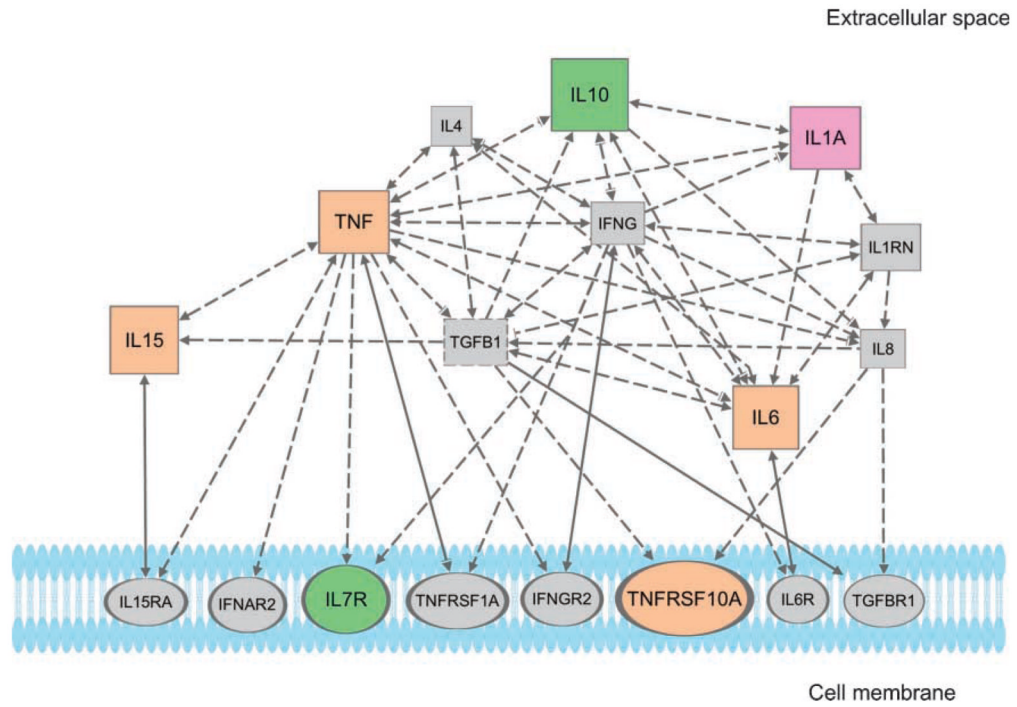 Extracellular space
IL10
IL4
IL1A
TNF
IFNG
IL1RN
IL15
TGFB1
IL8
IL6
IL15RA
IFNAR2
IL7R
TNFRSF1A
IFNGR2
TNFRSF10A
IL6R
TGFBR1
Cell membrane